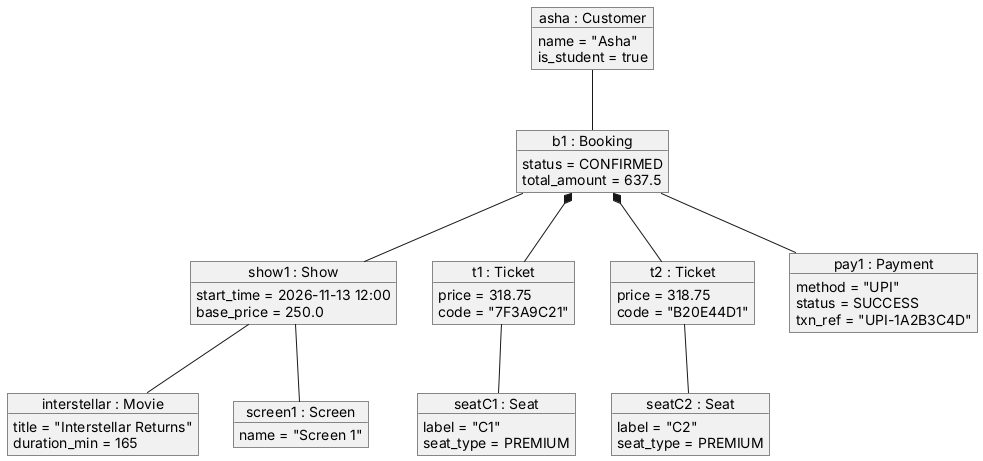 asha : Customer
name = "Asha"
is_student = true
b1 : Booking
status = CONFIRMED
total_amount = 637.5
show1 : Show
start_time = 2026-11-13 12:00
base_price = 250.0
t1 : Ticket
price = 318.75
code = "7F3A9C21"
t2 : Ticket
price = 318.75
code = "B20E44D1"
pay1 : Payment
method = "UPI"
status = SUCCESS
txn_ref = "UPI-1A2B3C4D"
interstellar : Movie
title = "Interstellar Returns"
duration_min = 165
screen1 : Screen
name = "Screen 1"
seatC1 : Seat
label = "C1"
seat_type = PREMIUM
seatC2 : Seat
label = "C2"
seat_type = PREMIUM